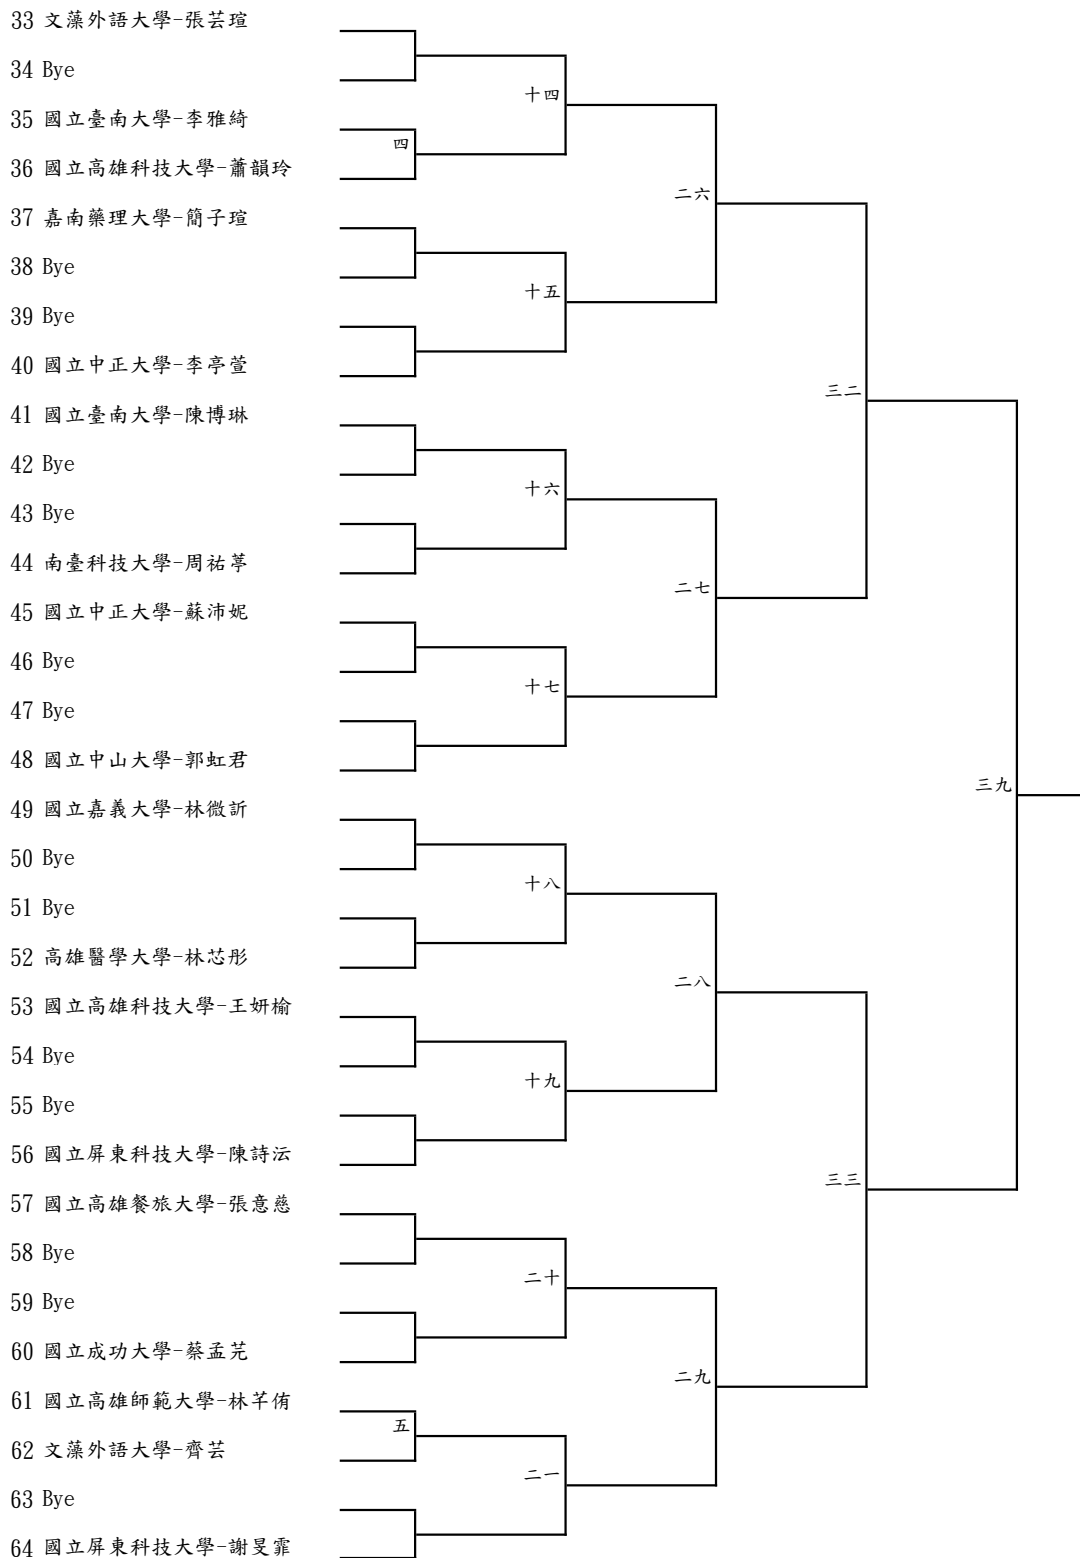 33 文藻外語大學-張芸瑄
34 Bye
十四
35 國立臺南大學-李雅綺
四
36 國立高雄科技大學-蕭韻玲
二六
37 嘉南藥理大學-簡子瑄
38 Bye
十五
39 Bye
40 國立中正大學-李亭萱
三二
41 國立臺南大學-陳博琳
42 Bye
十六
43 Bye
44 南臺科技大學-周祐葶
二七
45 國立中正大學-蘇沛妮
46 Bye
十七
47 Bye
48 國立中山大學-郭虹君
三九
49 國立嘉義大學-林微訢
50 Bye
十八
51 Bye
52 高雄醫學大學-林芯彤
二八
53 國立高雄科技大學-王妍榆
54 Bye
十九
55 Bye
56 國立屏東科技大學-陳詩沄
三三
57 國立高雄餐旅大學-張意慈
58 Bye
二十
59 Bye
60 國立成功大學-蔡孟芫
二九
61 國立高雄師範大學-林芊侑
五
62 文藻外語大學-齊芸
二一
63 Bye
64 國立屏東科技大學-謝旻霏